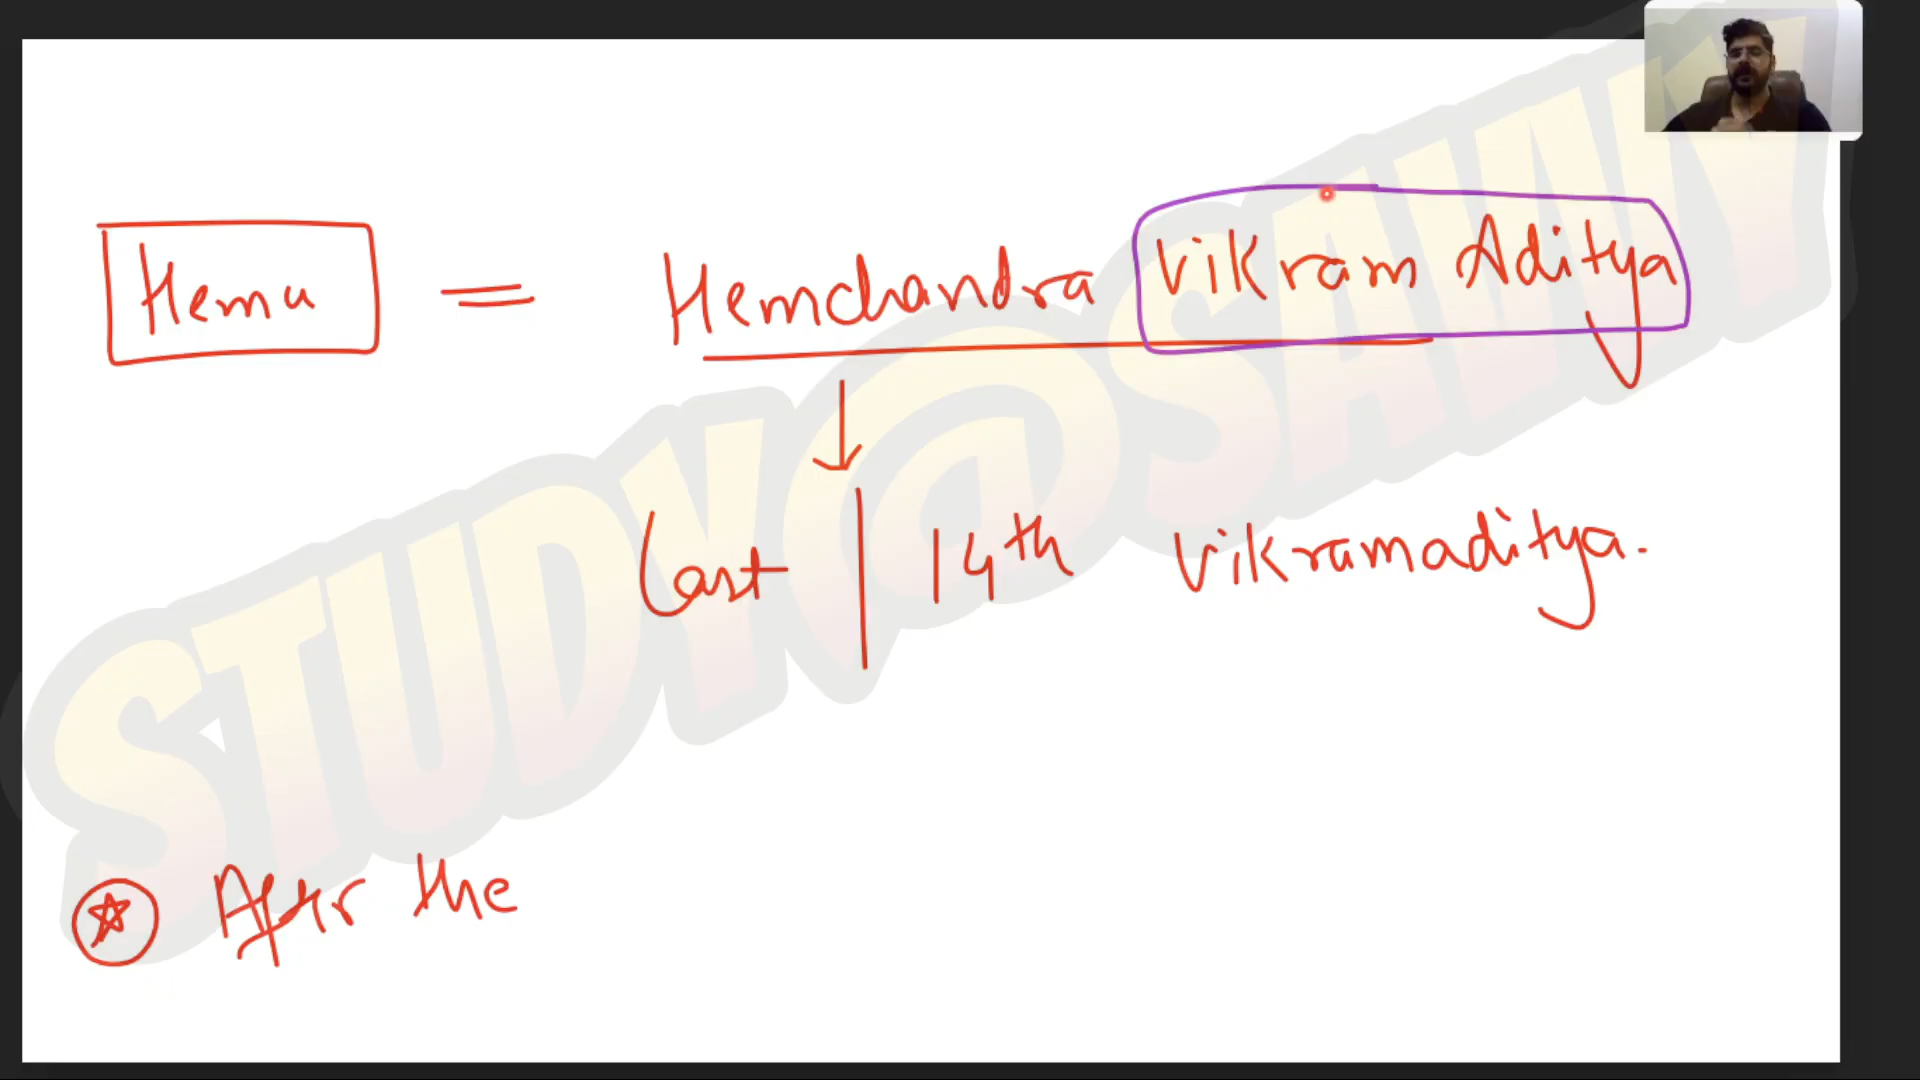 Hemu = Hemchandra Vikram Aditya
Last | 14th Vikramaditya.
After the
STUDY@SAWY